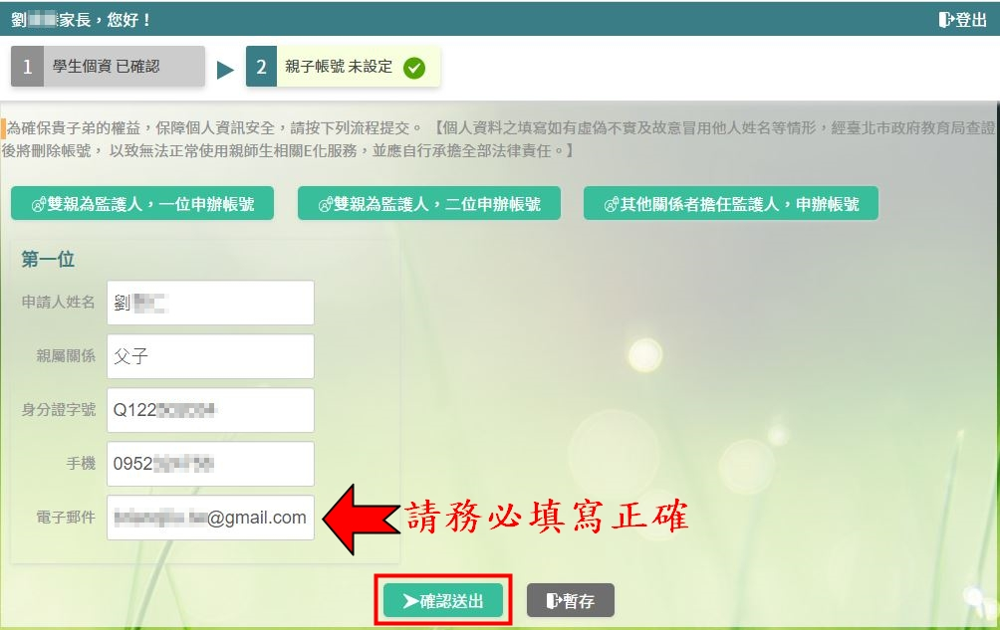 劉 家長，您好！
登出
1 學生個資 已確認
2 親子帳號 未設定
為確保貴子弟的權益，保障個人資訊安全，請按下列流程提交。 【個人資料之填寫如有虛偽不實及故意冒用他人姓名等情形，經臺北市政府教育局查證
後將刪除帳號， 以致無法正常使用親師生相關E化服務，並應自行承擔全部法律責任。】
雙親為監護人，一位申辦帳號
雙親為監護人，二位申辦帳號
其他關係者擔任監護人，申辦帳號
第一位
申請人姓名 劉
親屬關係 父子
身分證字號 Q122
手機 0952
電子郵件 @gmail.com
請務必填寫正確
確認送出
暫存